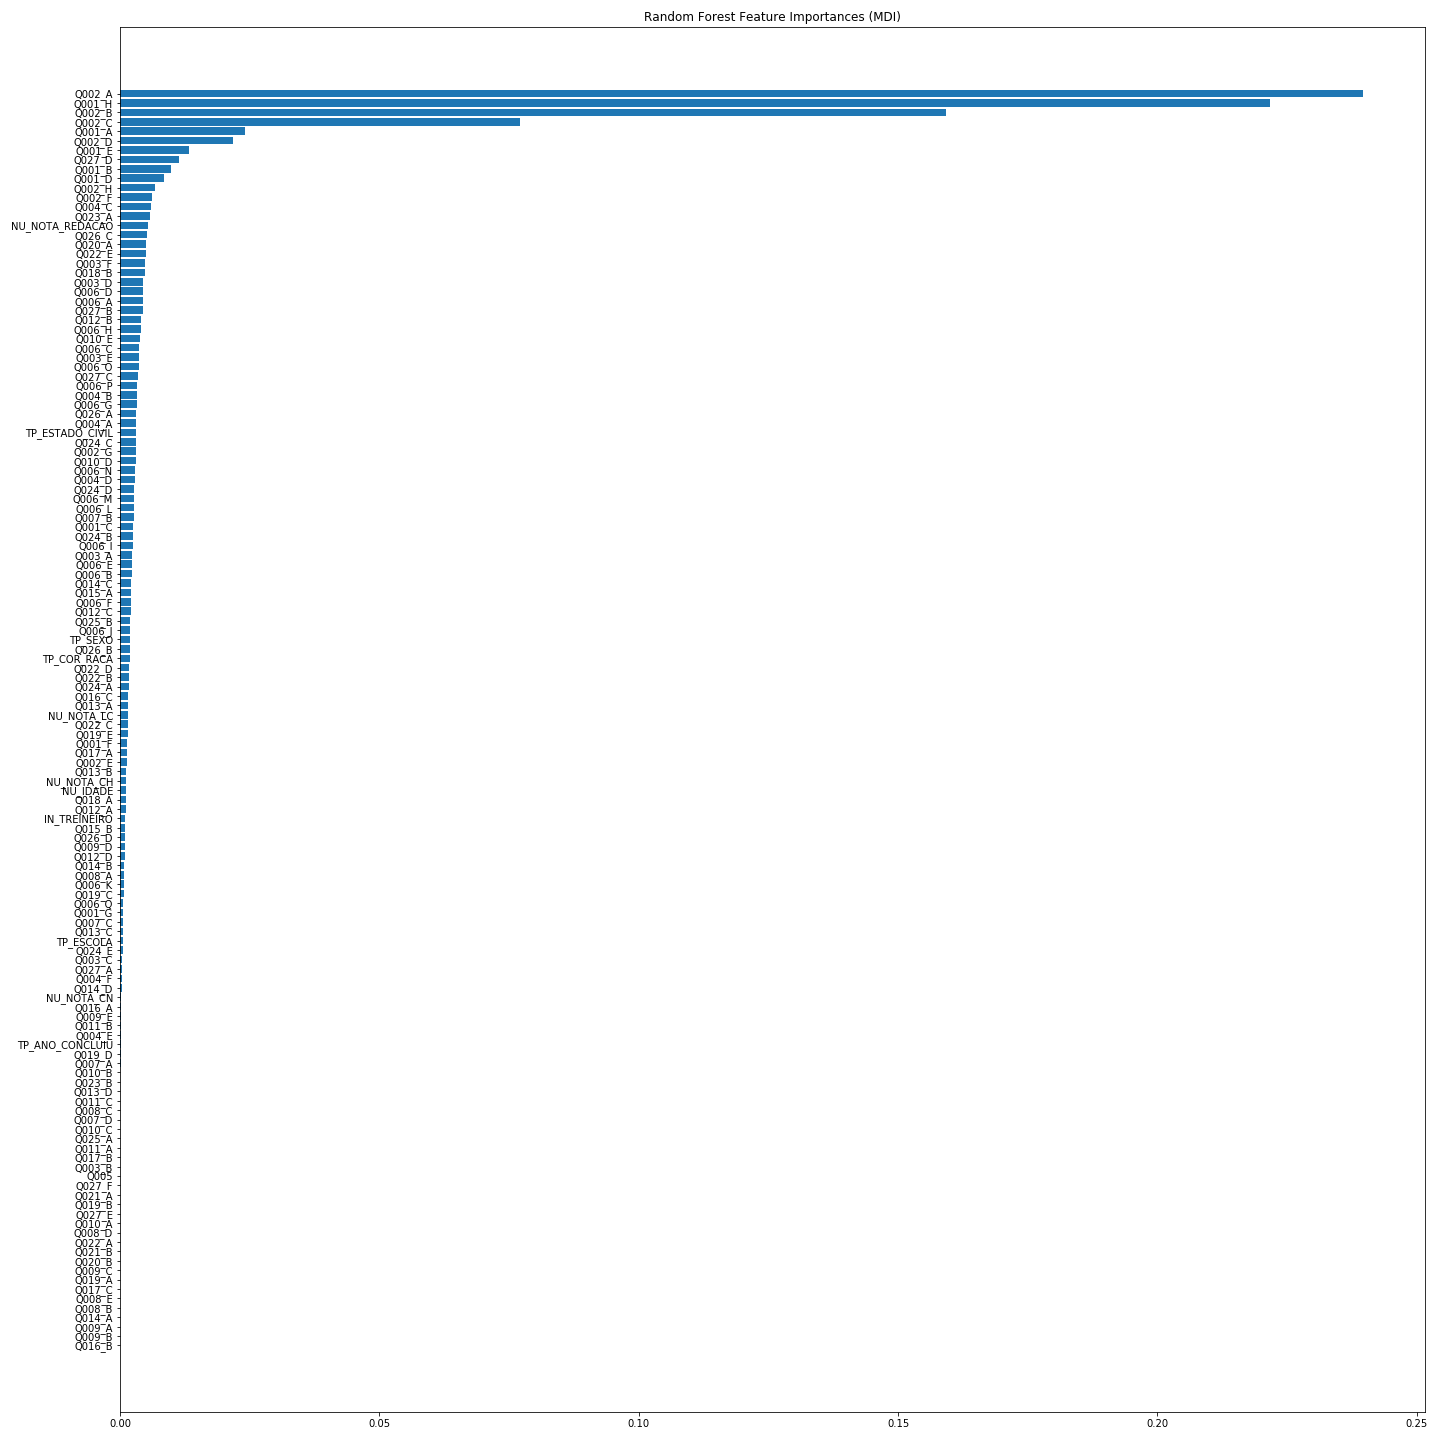 Random Forest Feature Importances (MDI)
Q002_A
Q001_H
Q002_B
Q002_C
Q001_A
Q002_D
Q001_E
Q027_D
Q001_B
Q001_D
Q002_H
Q002_F
Q004_C
Q023_A
NU_NOTA_REDACAO
Q026_C
Q020_A
Q022_E
Q003_F
Q018_B
Q003_D
Q006_D
Q006_A
Q027_B
Q012_B
Q006_H
Q010_E
Q006_C
Q003_E
Q006_O
Q027_C
Q006_P
Q004_B
Q006_G
Q026_A
Q004_A
TP_ESTADO_CIVIL
Q024_C
Q002_G
Q010_D
Q006_N
Q004_D
Q024_D
Q006_M
Q006_L
Q007_B
Q001_C
Q024_B
Q006_I
Q003_A
Q006_E
Q006_B
Q014_C
Q015_A
Q006_F
Q012_C
Q025_B
Q006_J
TP_SEXO
Q026_B
TP_COR_RACA
Q022_D
Q022_B
Q024_A
Q016_C
Q013_A
NU_NOTA_LC
Q022_C
Q019_E
Q001_F
Q017_A
Q002_E
Q013_B
NU_NOTA_CH
NU_IDADE
Q018_A
Q012_A
IN_TREINEIRO
Q015_B
Q026_D
Q009_D
Q012_D
Q014_B
Q008_A
Q006_K
Q019_C
Q006_Q
Q001_G
Q007_C
Q013_C
TP_ESCOLA
Q024_E
Q003_C
Q027_A
Q004_F
Q014_D
NU_NOTA_CN
Q016_A
Q009_E
Q011_B
Q004_E
TP_ANO_CONCLUIU
Q019_D
Q007_A
Q010_B
Q023_B
Q013_D
Q011_C
Q008_C
Q007_D
Q010_C
Q025_A
Q011_A
Q017_B
Q003_B
Q005
Q027_F
Q021_A
Q019_B
Q027_E
Q010_A
Q008_D
Q022_A
Q021_B
Q020_B
Q009_C
Q019_A
Q017_C
Q008_E
Q008_B
Q014_A
Q009_A
Q009_B
Q016_B
0.00 0.05 0.10 0.15 0.20 0.25